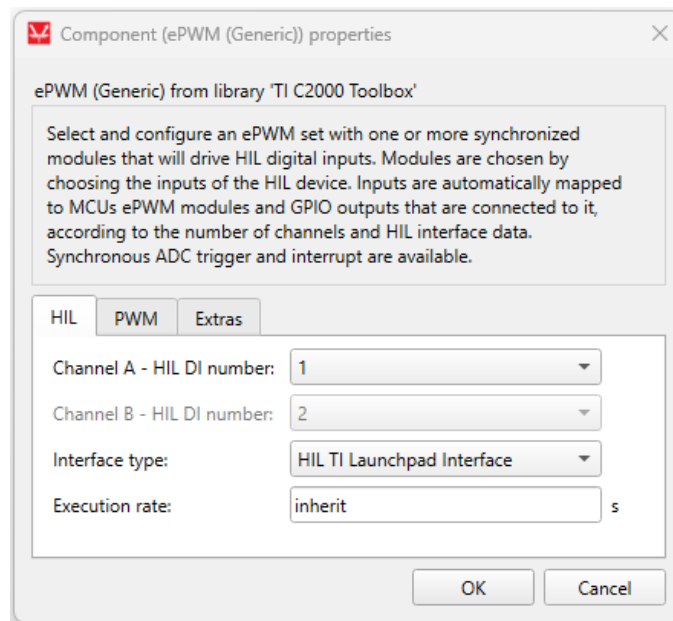 Component (ePWM (Generic)) properties
ePWM (Generic) from library 'TI C2000 Toolbox'
Select and configure an ePWM set with one or more synchronized
modules that will drive HIL digital inputs. Modules are chosen by
choosing the inputs of the HIL device. Inputs are automatically mapped
to MCUs ePWM modules and GPIO outputs that are connected to it,
according to the number of channels and HIL interface data.
Synchronous ADC trigger and interrupt are available.
HIL PWM Extras
Channel A - HIL DI number: 1
Channel B - HIL DI number: 2
Interface type: HIL TI Launchpad Interface
Execution rate: inherit s
OK Cancel